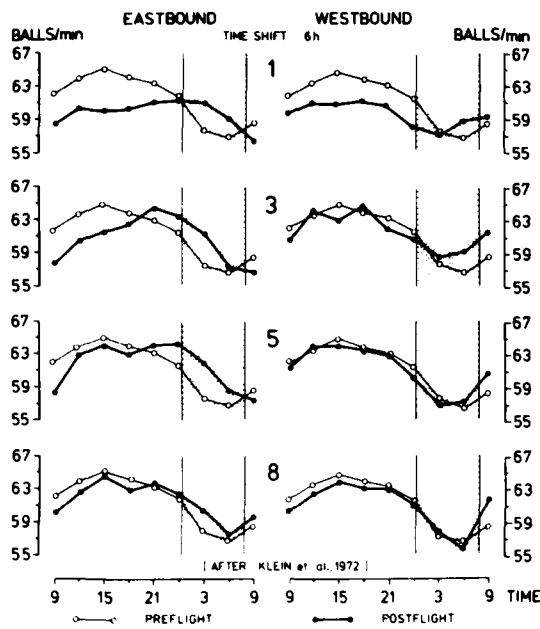 EASTBOUND WESTBOUND
BALLS/min TIME SHIFT 6h BALLS/min
67 67
63 1 63
59 59
55 55
67 67
63 3 63
59 59
55 55
67 67
63 5 63
59 59
55 55
67 67
63 8 63
59 59
55 55
[ AFTER KLEIN et al., 1972 ]
9 15 21 3 9 9 15 21 3 9 TIME
PREFLIGHT POSTFLIGHT